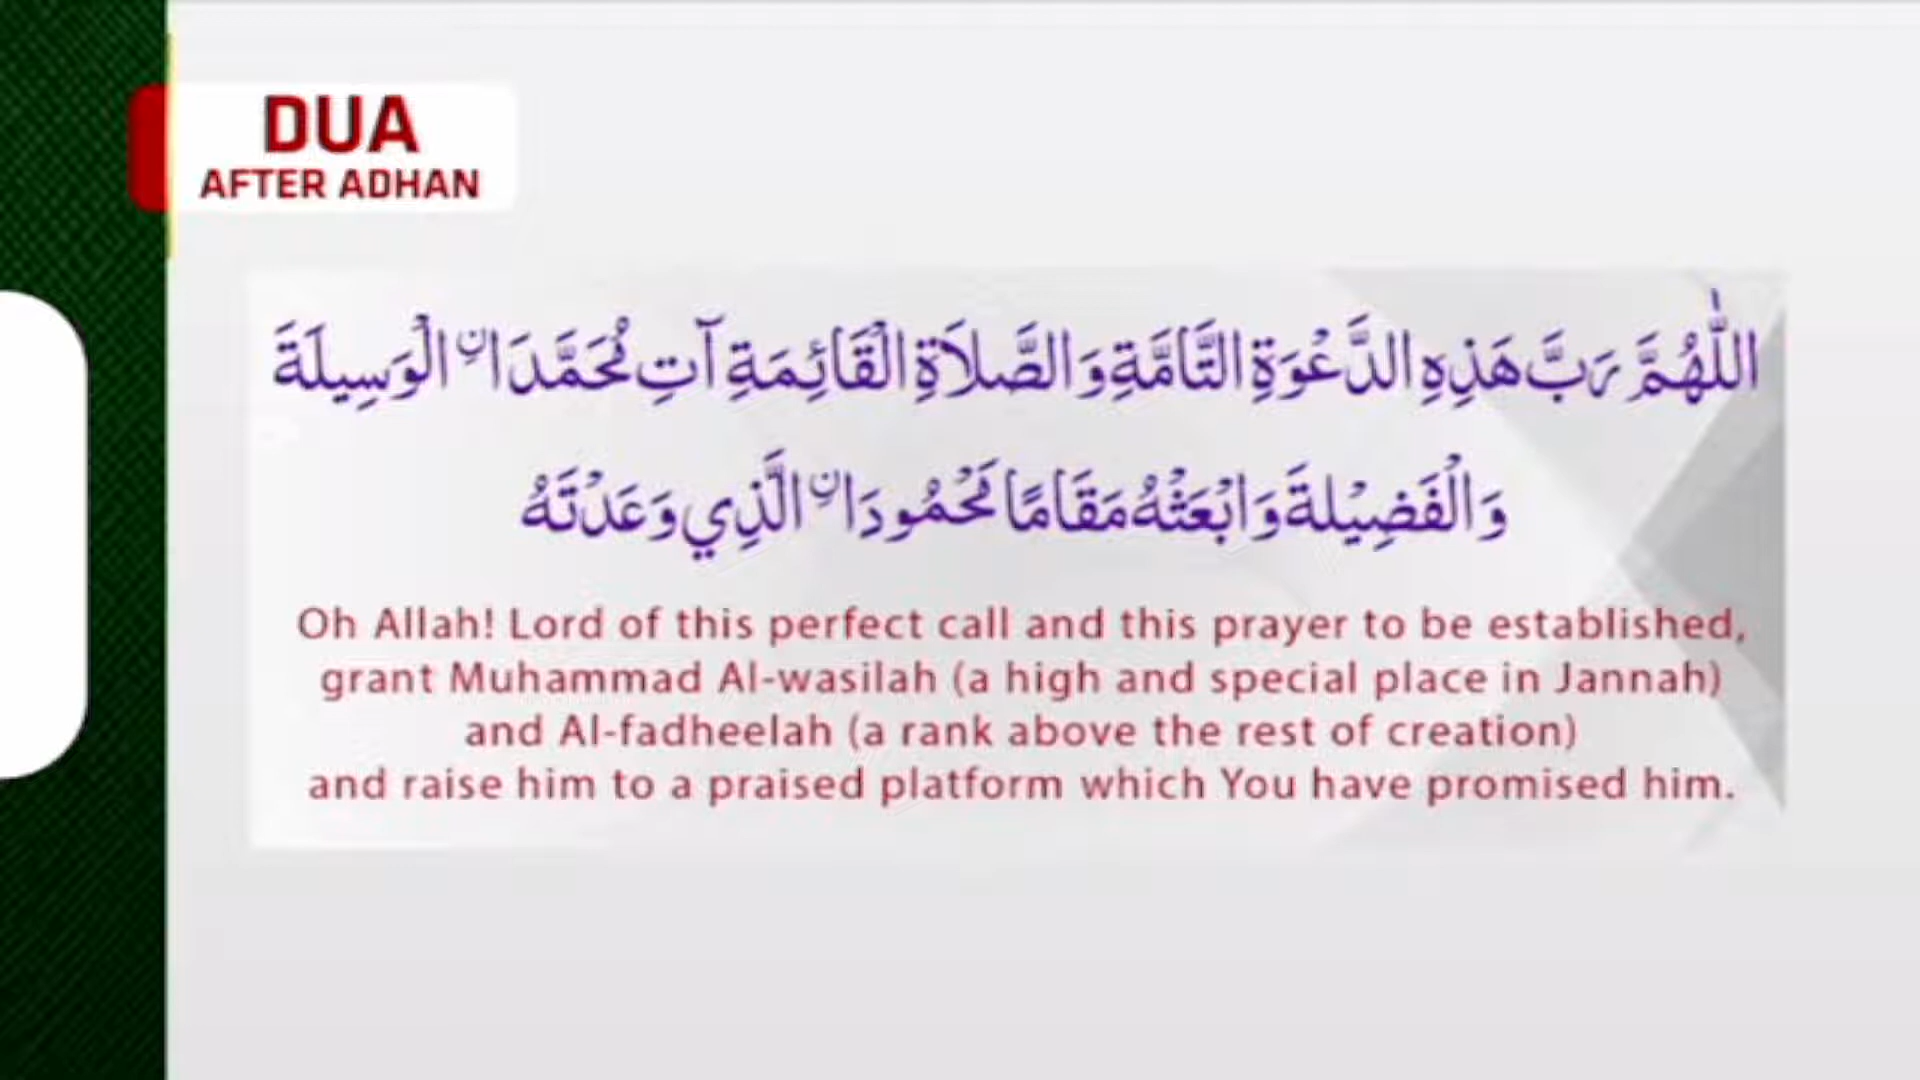 DUA
AFTER ADHAN
اللّٰهُمَّ رَبَّ هَذِهِ الدَّعْوَةِ التَّامَّةِ وَالصَّلاَةِ الْقَائِمَةِ آتِ مُحَمَّدَا نِ الْوَسِيلَةَ
وَالْفَضِيْلةَ وَابْعَثْهُ مَقَامًا مَحْمُودَا نِ الَّذِي وَعَدْتَهُ
Oh Allah! Lord of this perfect call and this prayer to be established,
grant Muhammad Al-wasilah (a high and special place in Jannah)
and Al-fadheelah (a rank above the rest of creation)
and raise him to a praised platform which You have promised him.